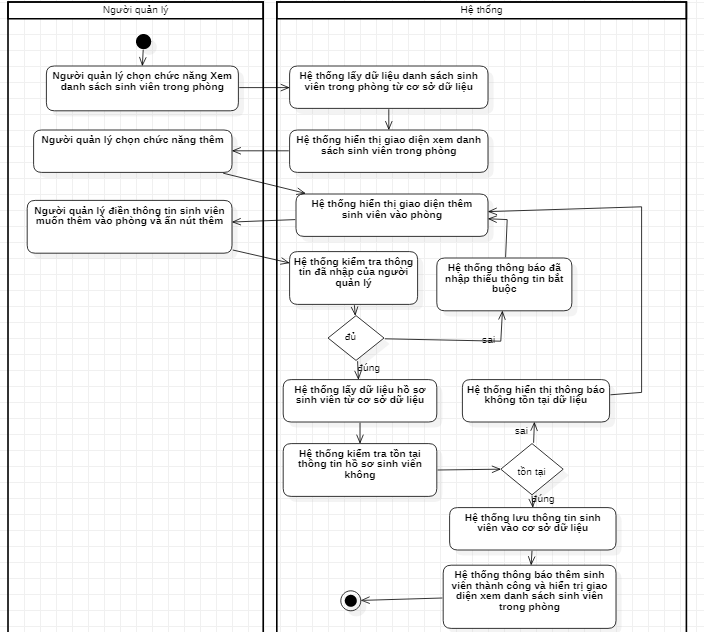 Người quản lý
Hệ thống
Người quản lý chọn chức năng Xem
danh sách sinh viên trong phòng
Hệ thống lấy dữ liệu danh sách sinh
viên trong phòng từ cơ sở dữ liệu
Người quản lý chọn chức năng thêm
Hệ thống hiển thị giao diện xem danh
sách sinh viên trong phòng
Hệ thống hiển thị giao diện thêm
sinh viên vào phòng
Người quản lý điền thông tin sinh viên
muốn thêm vào phòng và ấn nút thêm
Hệ thống kiểm tra thông
tin đã nhập của người
quản lý
Hệ thống thông báo đã
nhập thiếu thông tin bắt
buộc
đủ
sai
đúng
Hệ thống lấy dữ liệu hồ sơ
sinh viên từ cơ sở dữ liệu
Hệ thống hiển thị thông báo
không tồn tại dữ liệu
sai
Hệ thống kiểm tra tồn tại
thông tin hồ sơ sinh viên
không
tồn tại
đúng
Hệ thống lưu thông tin sinh
viên vào cơ sở dữ liệu
Hệ thống thông báo thêm sinh
viên thành công và hiển trị giao
diện xem danh sách sinh viên
trong phòng